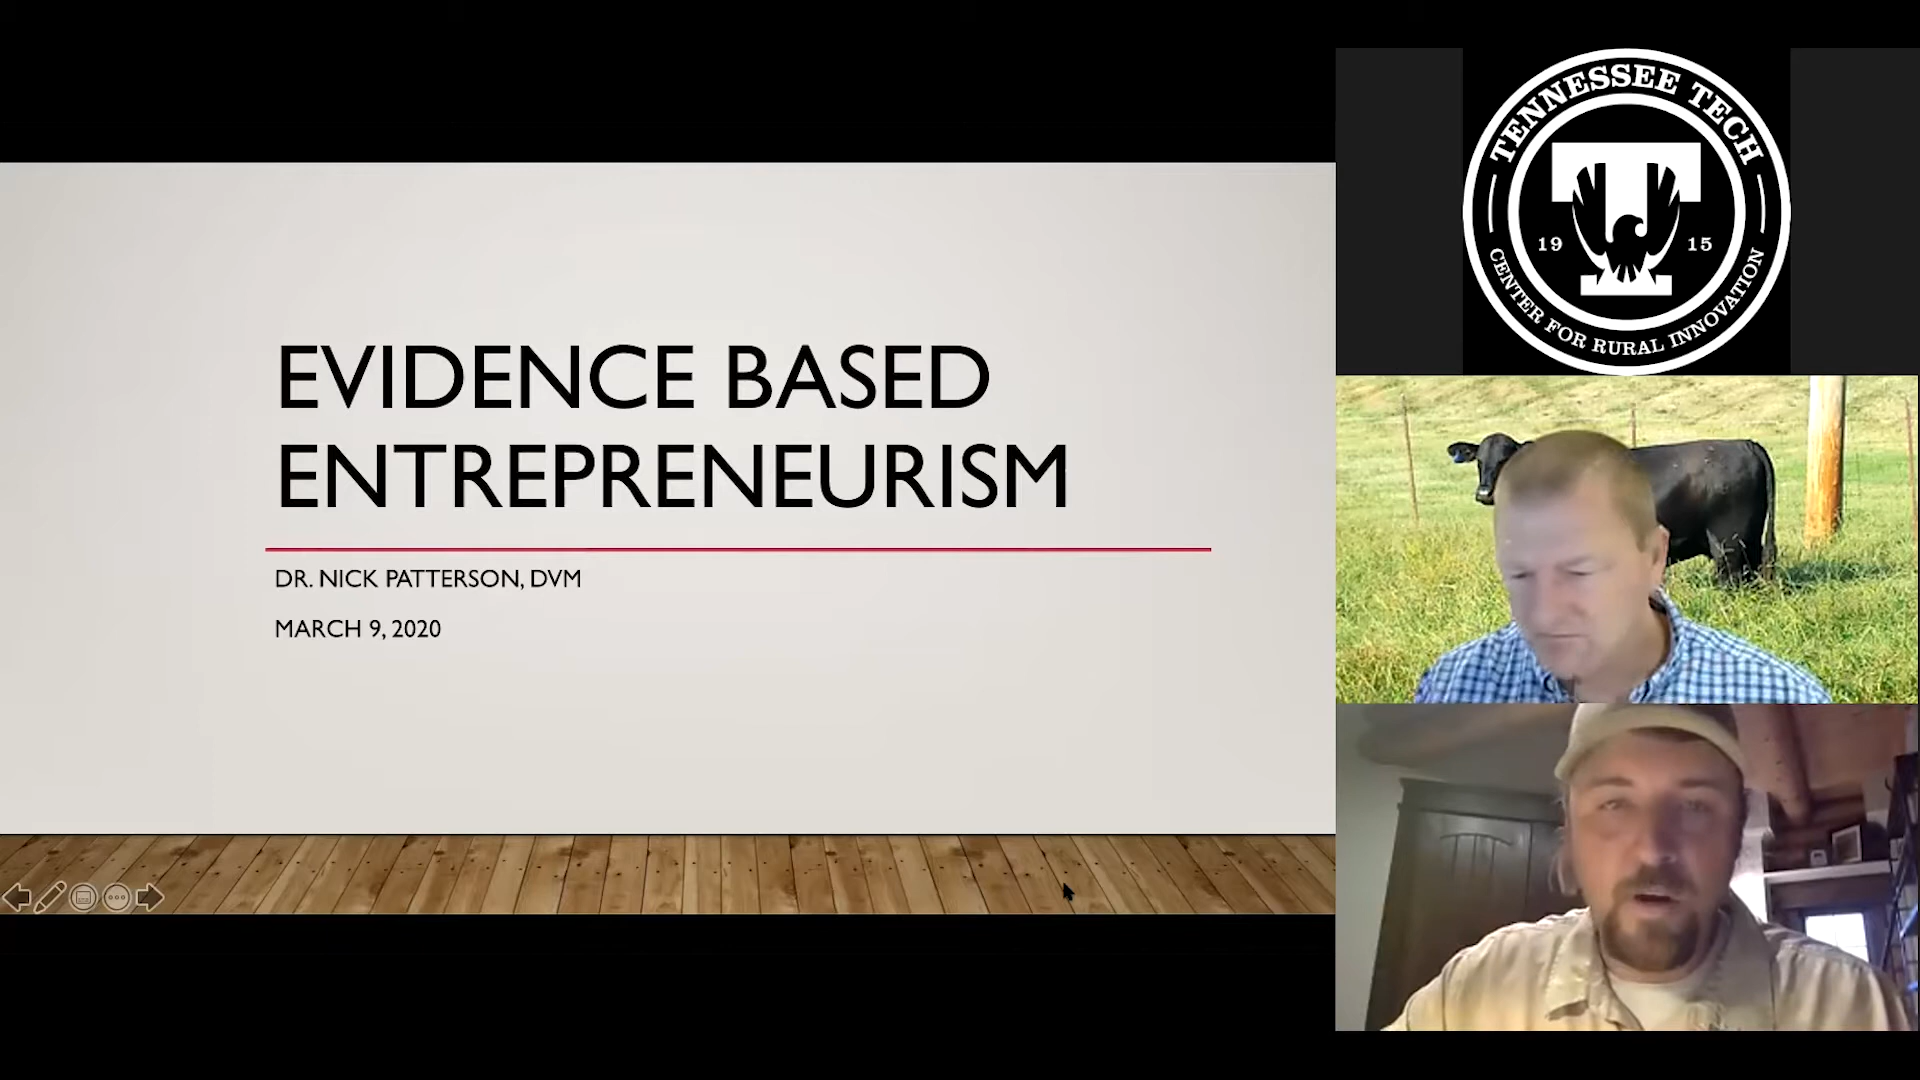 EVIDENCE BASED
ENTREPRENEURISM
DR. NICK PATTERSON, DVM
MARCH 9, 2020
TENNESSEE TECH
T
19 15
CENTER FOR RURAL INNOVATION